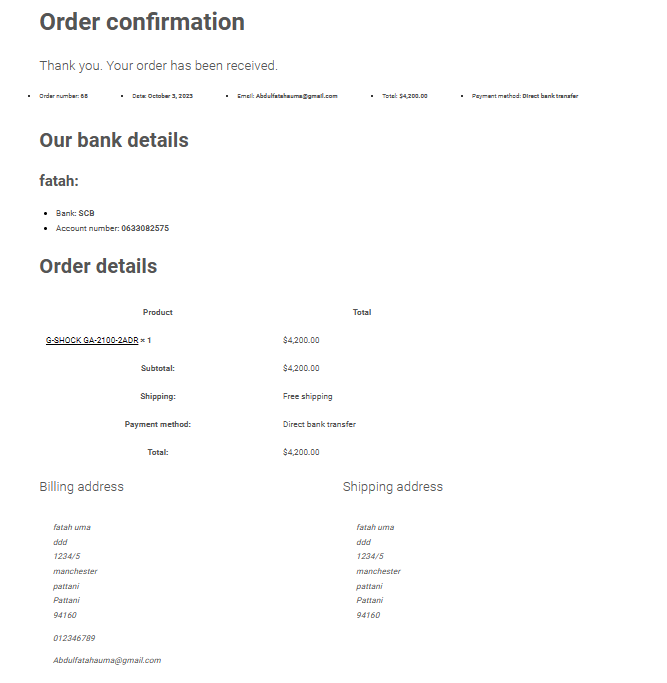 Order confirmation
Thank you. Your order has been received.
Order number: 68 Date: October 3, 2023 Email: Abdulfatahauma@gmail.com Total: $4,200.00 Payment method: Direct bank transfer
Our bank details
fatah:
Bank: SCB
Account number: 0633082575
Order details
Product Total
G-SHOCK GA-2100-2ADR × 1 $4,200.00
Subtotal: $4,200.00
Shipping: Free shipping
Payment method: Direct bank transfer
Total: $4,200.00
Billing address Shipping address
fatah uma fatah uma
ddd ddd
1234/5 1234/5
manchester manchester
pattani pattani
Pattani Pattani
94160 94160
012346789
Abdulfatahauma@gmail.com